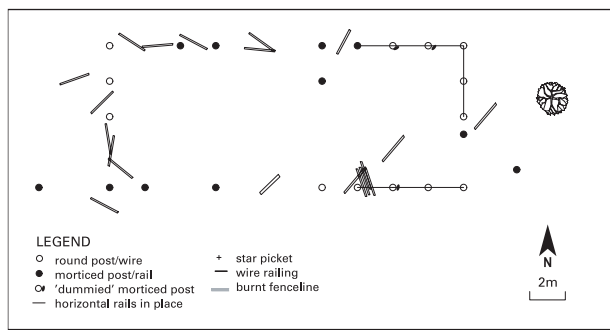 LEGEND
round post/wire
morticed post/rail
'dummied' morticed post
horizontal rails in place
star picket
wire railing
burnt fenceline
N
2m